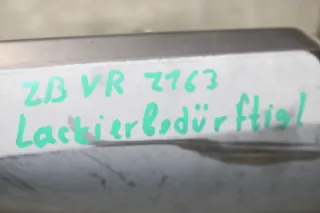 ZB VR 2163
Lackierbedürftig!